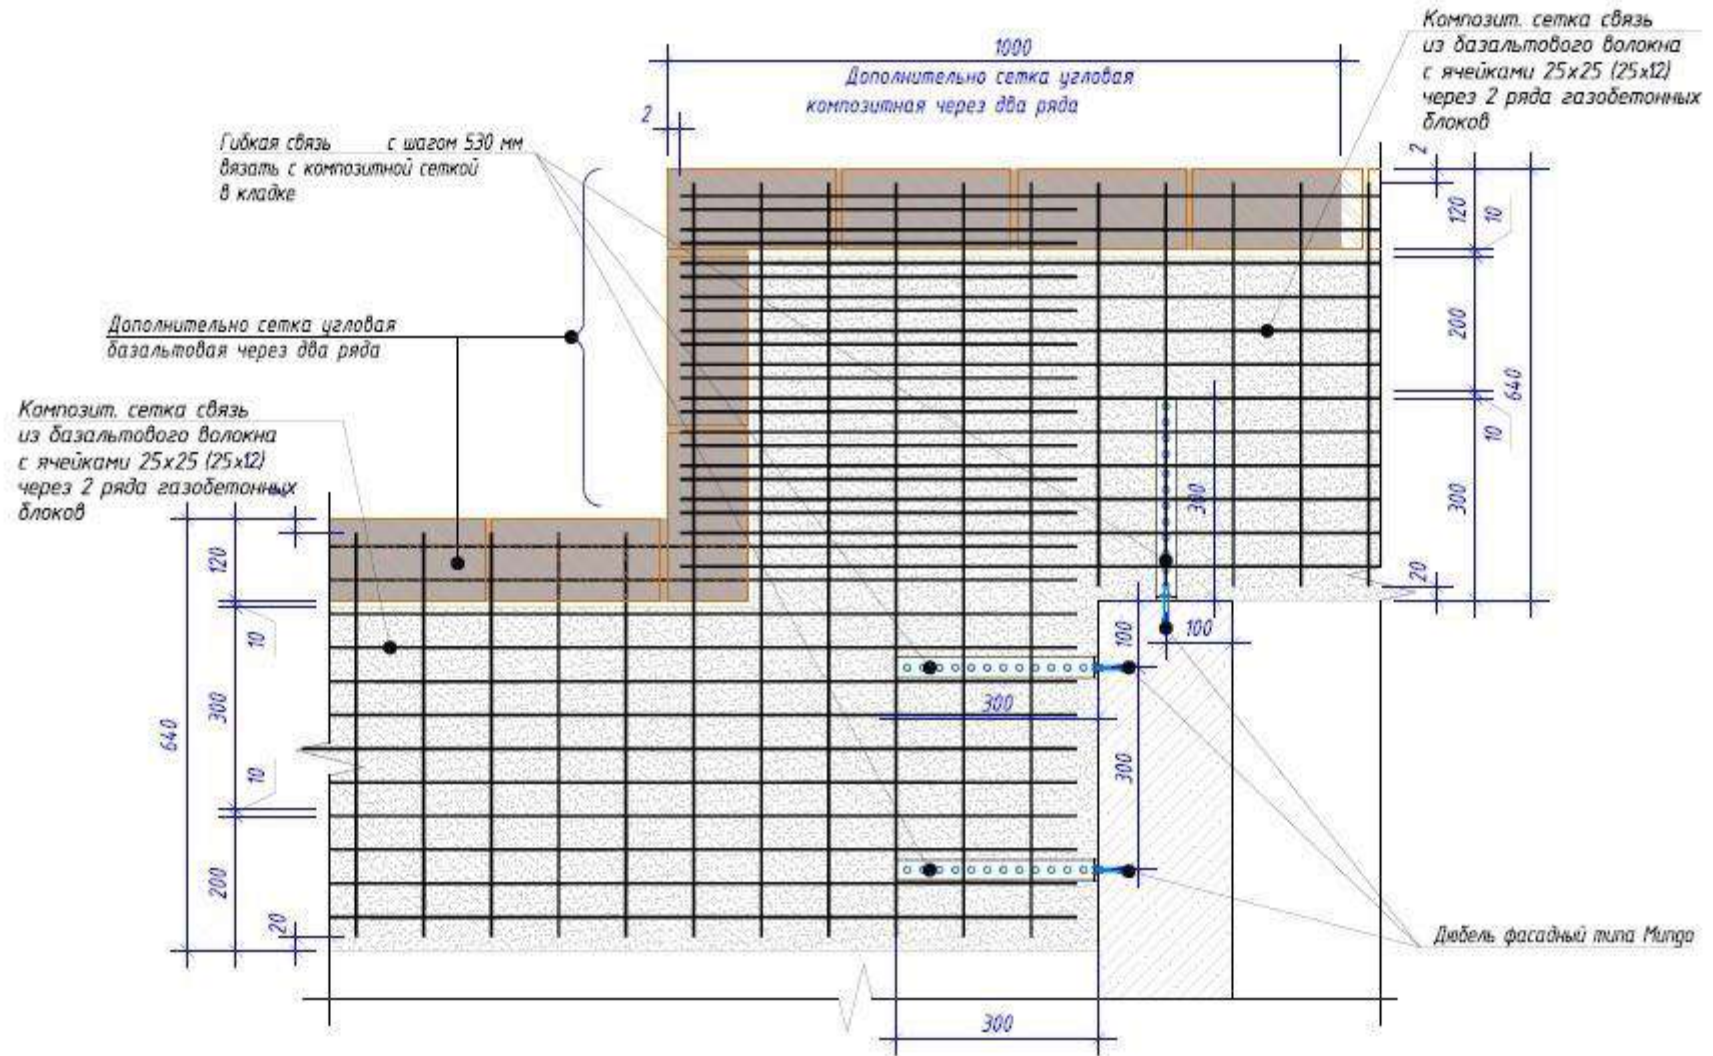 Композит. сетка связь
из базальтового волокна
с ячейками 25x25 (25x12)
через 2 ряда газобетонных
блоков
1000
Дополнительно сетка угловая
композитная через два ряда
2
2
Гибкая связь с шагом 530 мм
вязать с композитной сеткой
в кладке
120
10
200
640
10
300
20
Дополнительно сетка угловая
базальтовая через два ряда
Композит. сетка связь
из базальтового волокна
с ячейками 25x25 (25x12)
через 2 ряда газобетонных
блоков
120
10
300
640
10
200
20
300
100
100
300
300
300
Дюбель фасадный типа Mungo